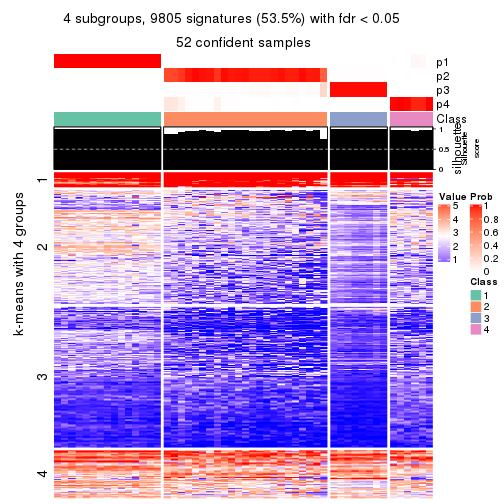 4 subgroups, 9805 signatures (53.5%) with fdr < 0.05
52 confident samples
p1
p2
p3
p4
Class
1
0.5
0
silhouette
Silhouette
score
k-means with 4 groups
1
2
3
4
Value
5
4
3
2
1
Prob
1
0.8
0.6
0.4
0.2
0
Class
1
2
3
4